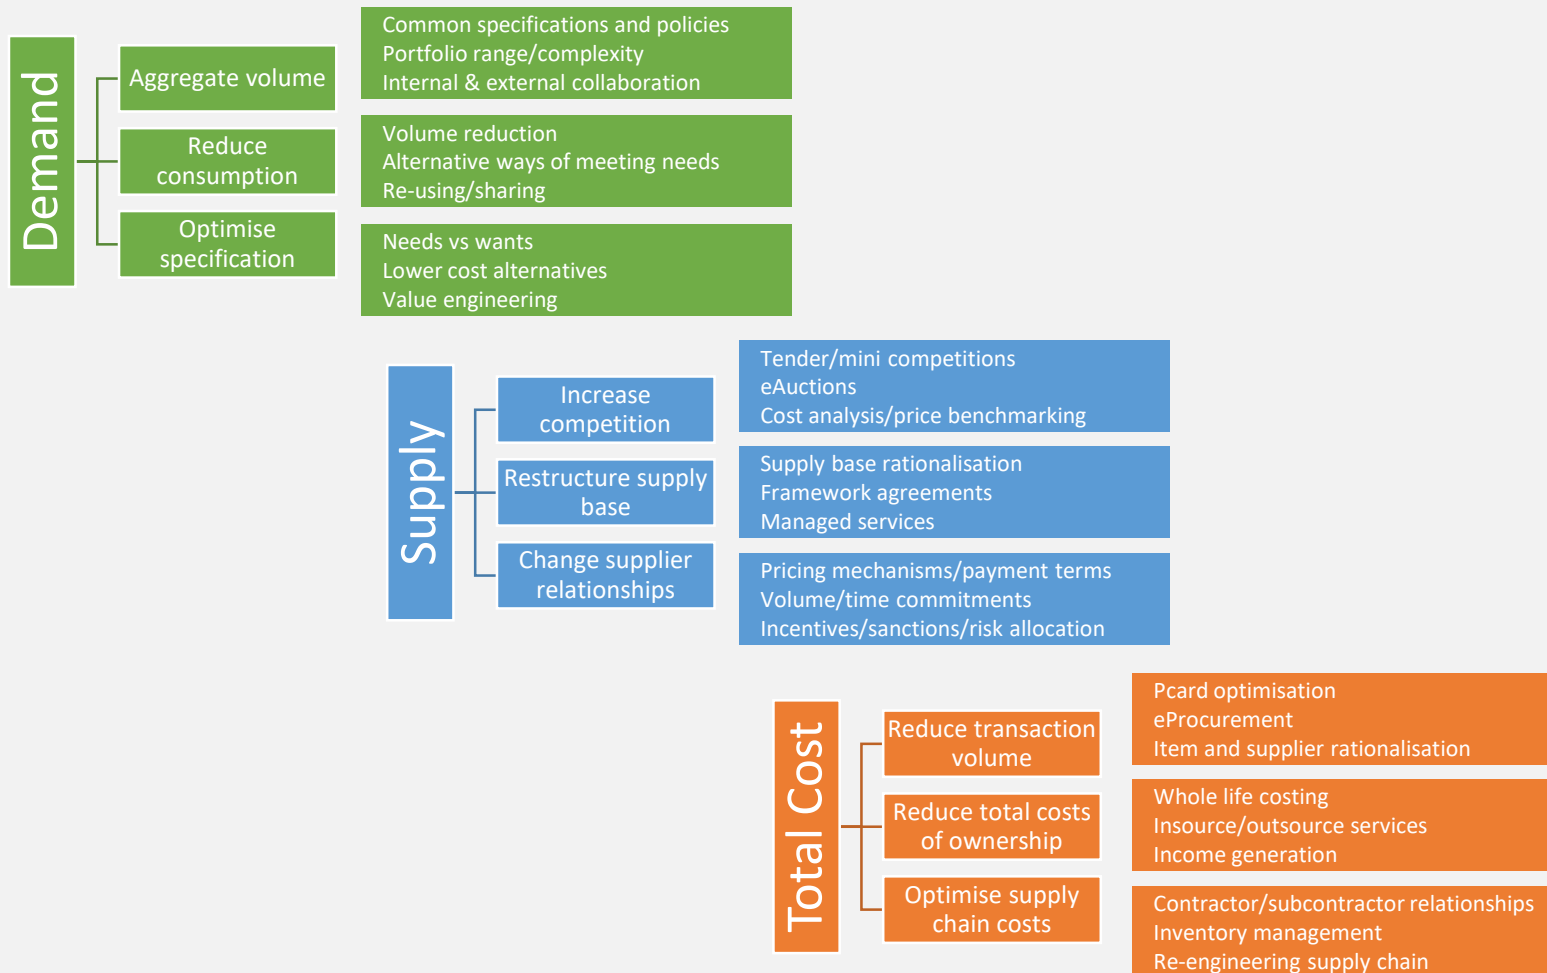 Demand
Aggregate volume
Common specifications and policies
Portfolio range/complexity
Internal & external collaboration
Reduce
consumption
Volume reduction
Alternative ways of meeting needs
Re-using/sharing
Optimise
specification
Needs vs wants
Lower cost alternatives
Value engineering
Supply
Increase
competition
Tender/mini competitions
eAuctions
Cost analysis/price benchmarking
Restructure supply
base
Supply base rationalisation
Framework agreements
Managed services
Change supplier
relationships
Pricing mechanisms/payment terms
Volume/time commitments
Incentives/sanctions/risk allocation
Total Cost
Reduce transaction
volume
Pcard optimisation
eProcurement
Item and supplier rationalisation
Reduce total costs
of ownership
Whole life costing
Insource/outsource services
Income generation
Optimise supply
chain costs
Contractor/subcontractor relationships
Inventory management
Re-engineering supply chain